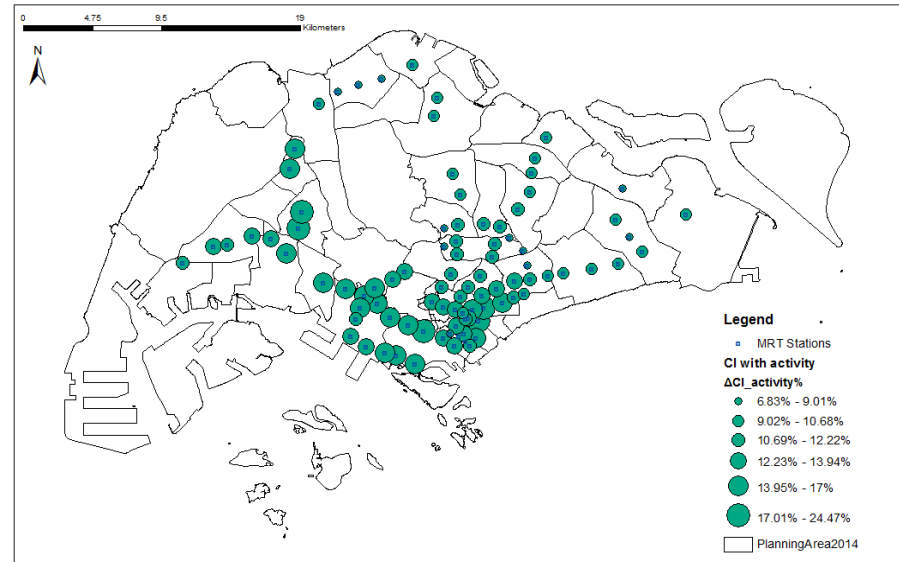 0 4.75 9.5 19
Kilometers
N
Legend
MRT Stations
CI with activity
ΔCI_activity%
6.83% - 9.01%
9.02% - 10.68%
10.69% - 12.22%
12.23% - 13.94%
13.95% - 17%
17.01% - 24.47%
PlanningArea2014